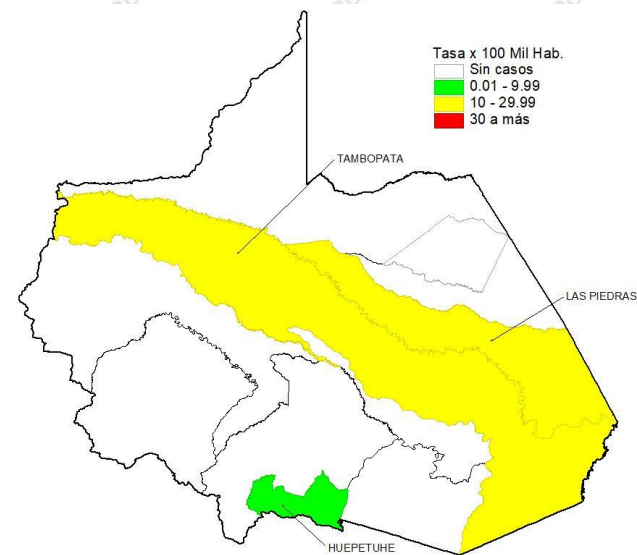 Tasa x 100 Mil Hab.
Sin casos
0.01 - 9.99
10 - 29.99
30 a más
TAMBOPATA
LAS PIEDRAS
HUEPETUHE